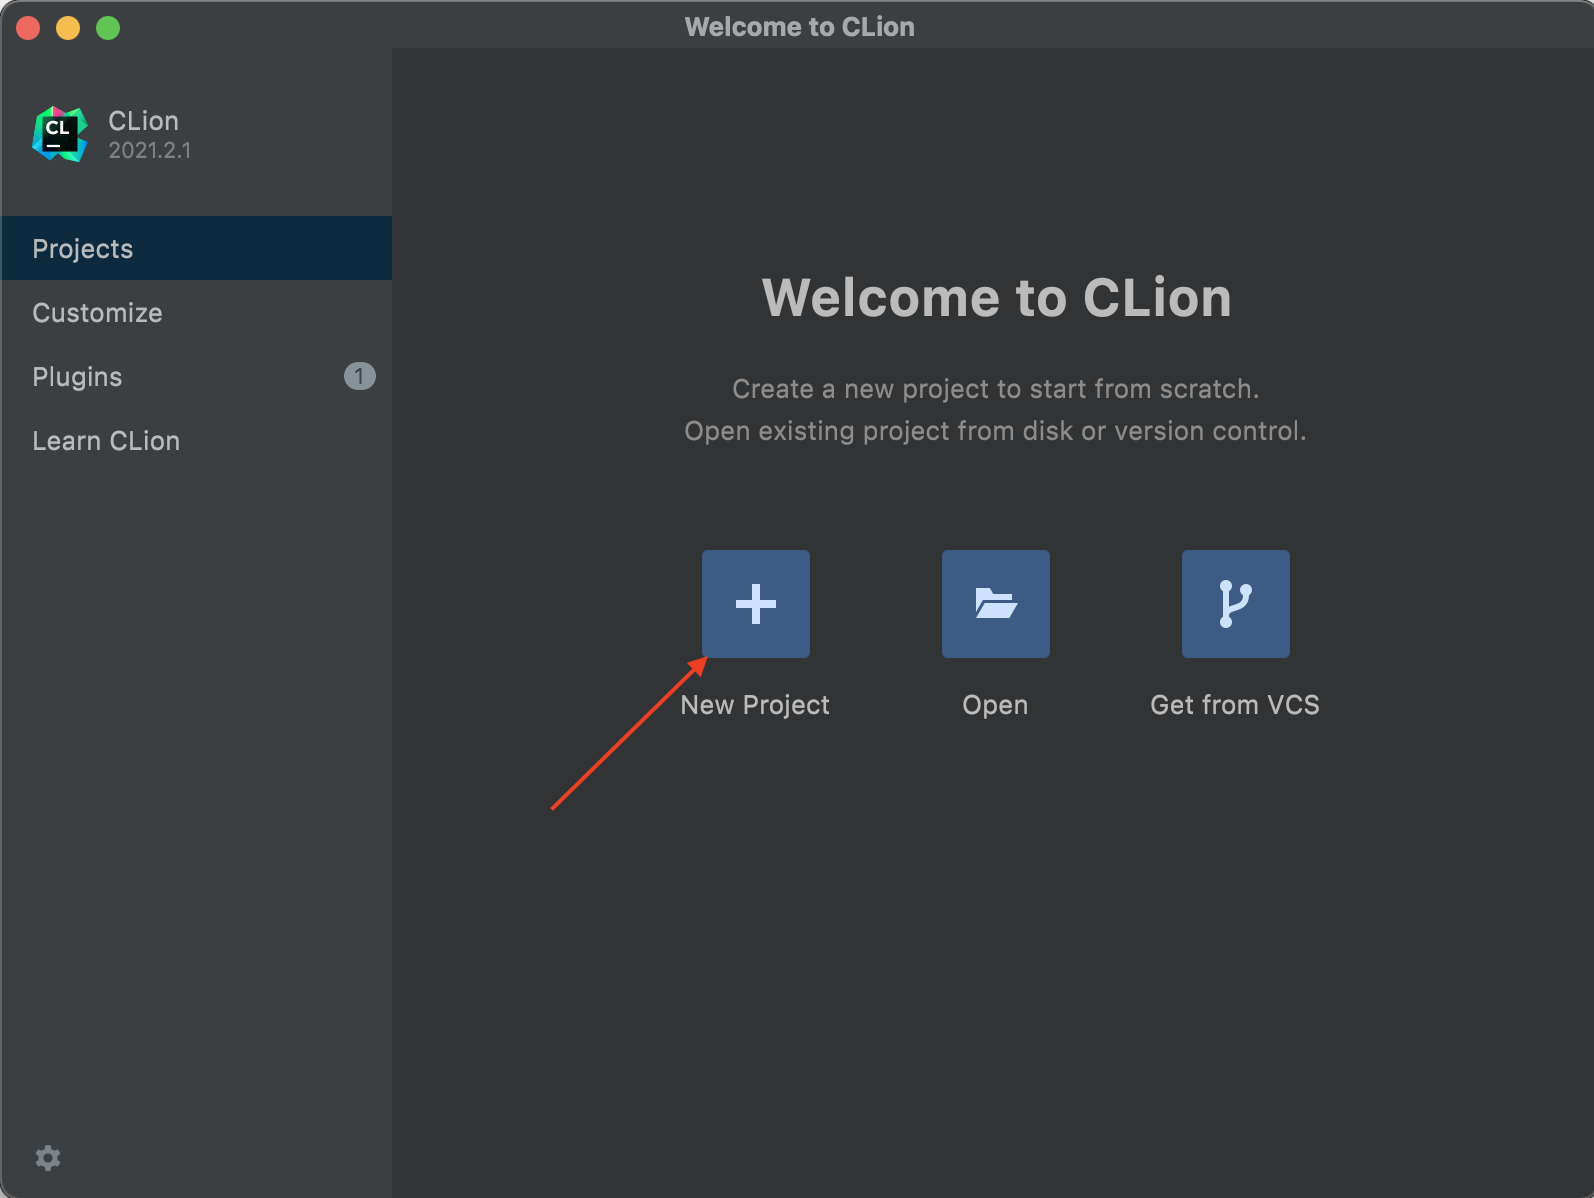 Welcome to CLion
CL
CLion
2021.2.1
Projects
Customize
Plugins
1
Learn CLion
Welcome to CLion
Create a new project to start from scratch.
Open existing project from disk or version control.
New Project
Open
Get from VCS